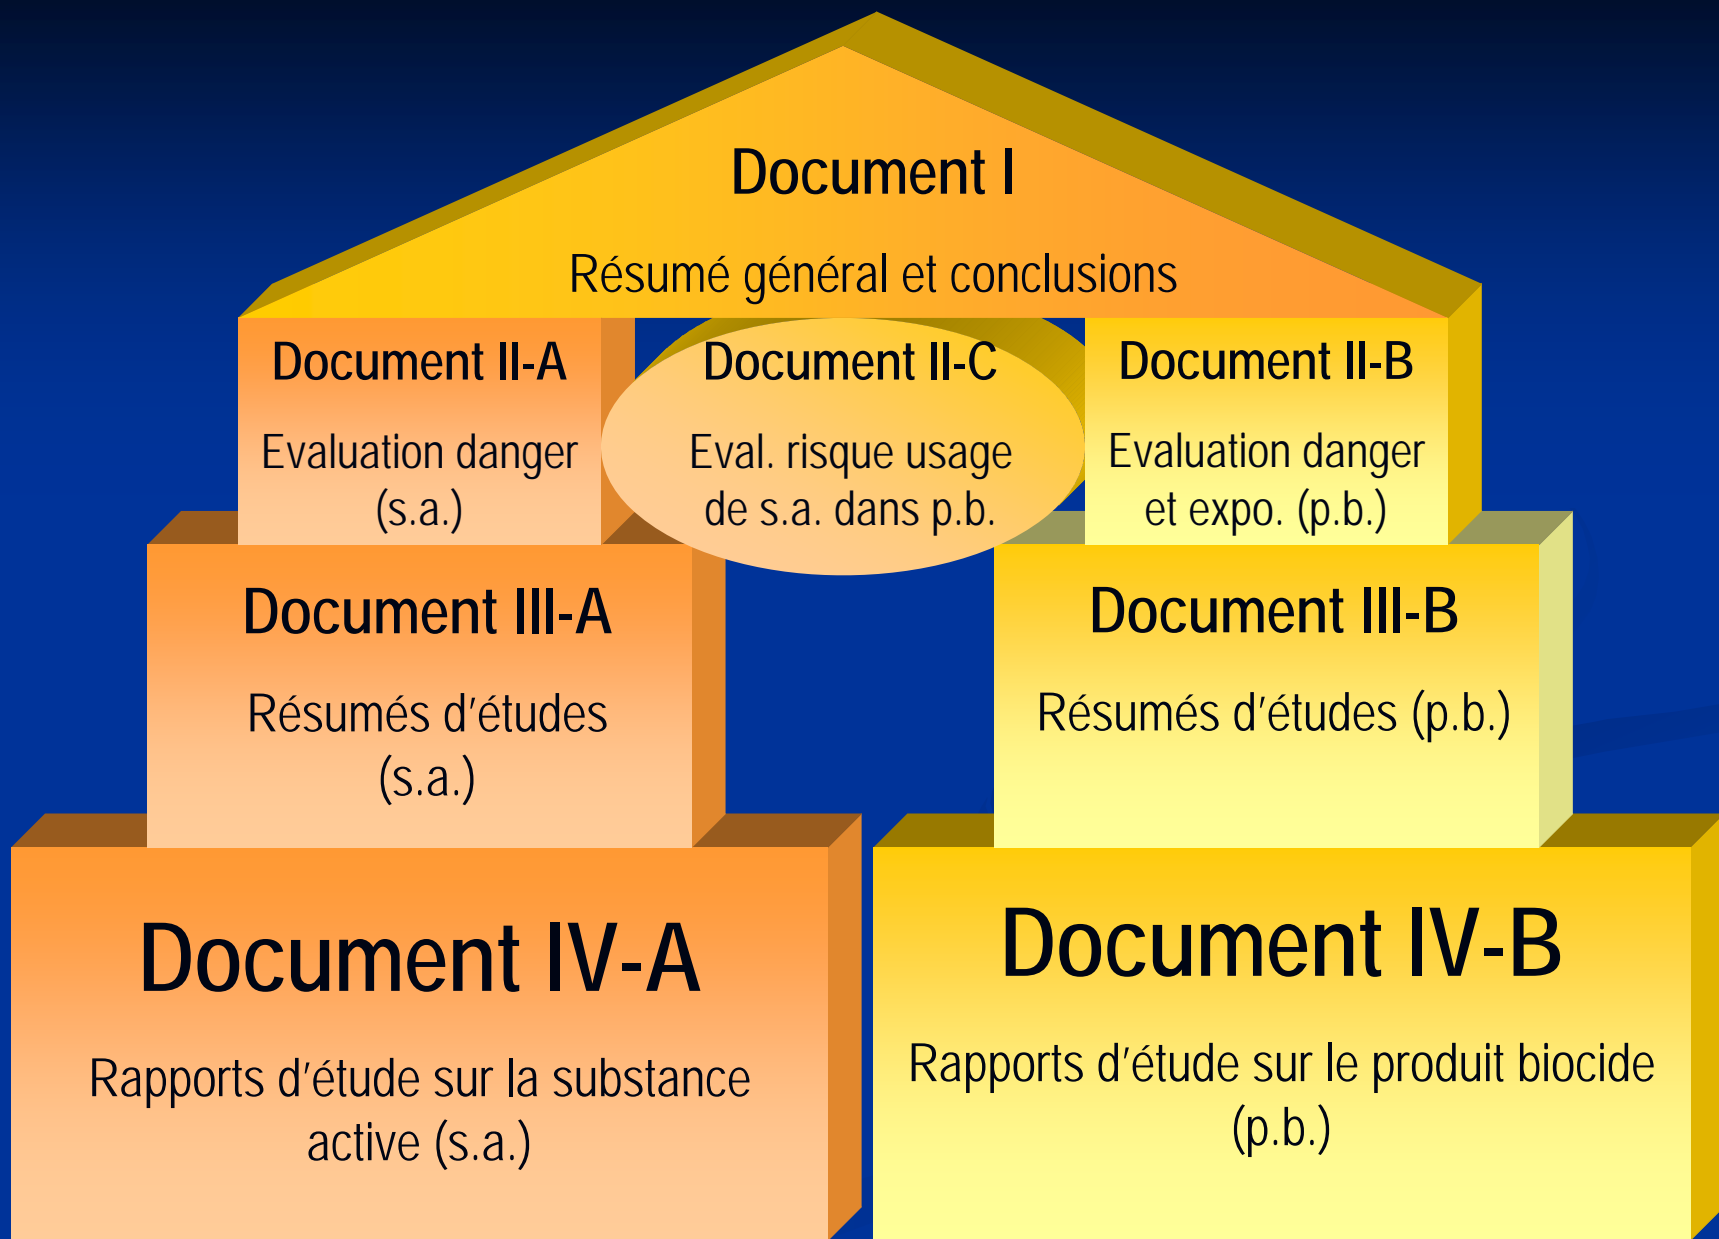 Document I
Résumé général et conclusions
Document II-A
Evaluation danger
(s.a.)
Document II-C
Eval. risque usage
de s.a. dans p.b.
Document II-B
Evaluation danger
et expo. (p.b.)
Document III-A
Résumés d’études
(s.a.)
Document III-B
Résumés d’études (p.b.)
Document IV-A
Rapports d’étude sur la substance
active (s.a.)
Document IV-B
Rapports d’étude sur le produit biocide
(p.b.)